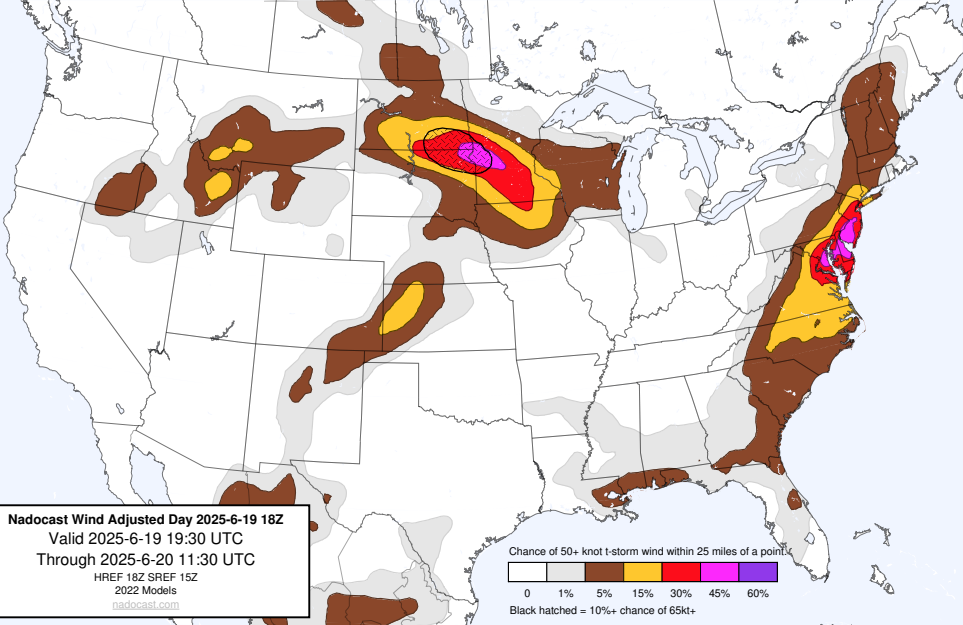 Nadocast Wind Adjusted Day 2025-6-19 18Z
Valid 2025-6-19 19:30 UTC
Through 2025-6-20 11:30 UTC
HREF 18Z SREF 15Z
2022 Models
nadocast.com
Chance of 50+ knot t-storm wind within 25 miles of a point.
0 1% 5% 15% 30% 45% 60%
Black hatched = 10%+ chance of 65kt+